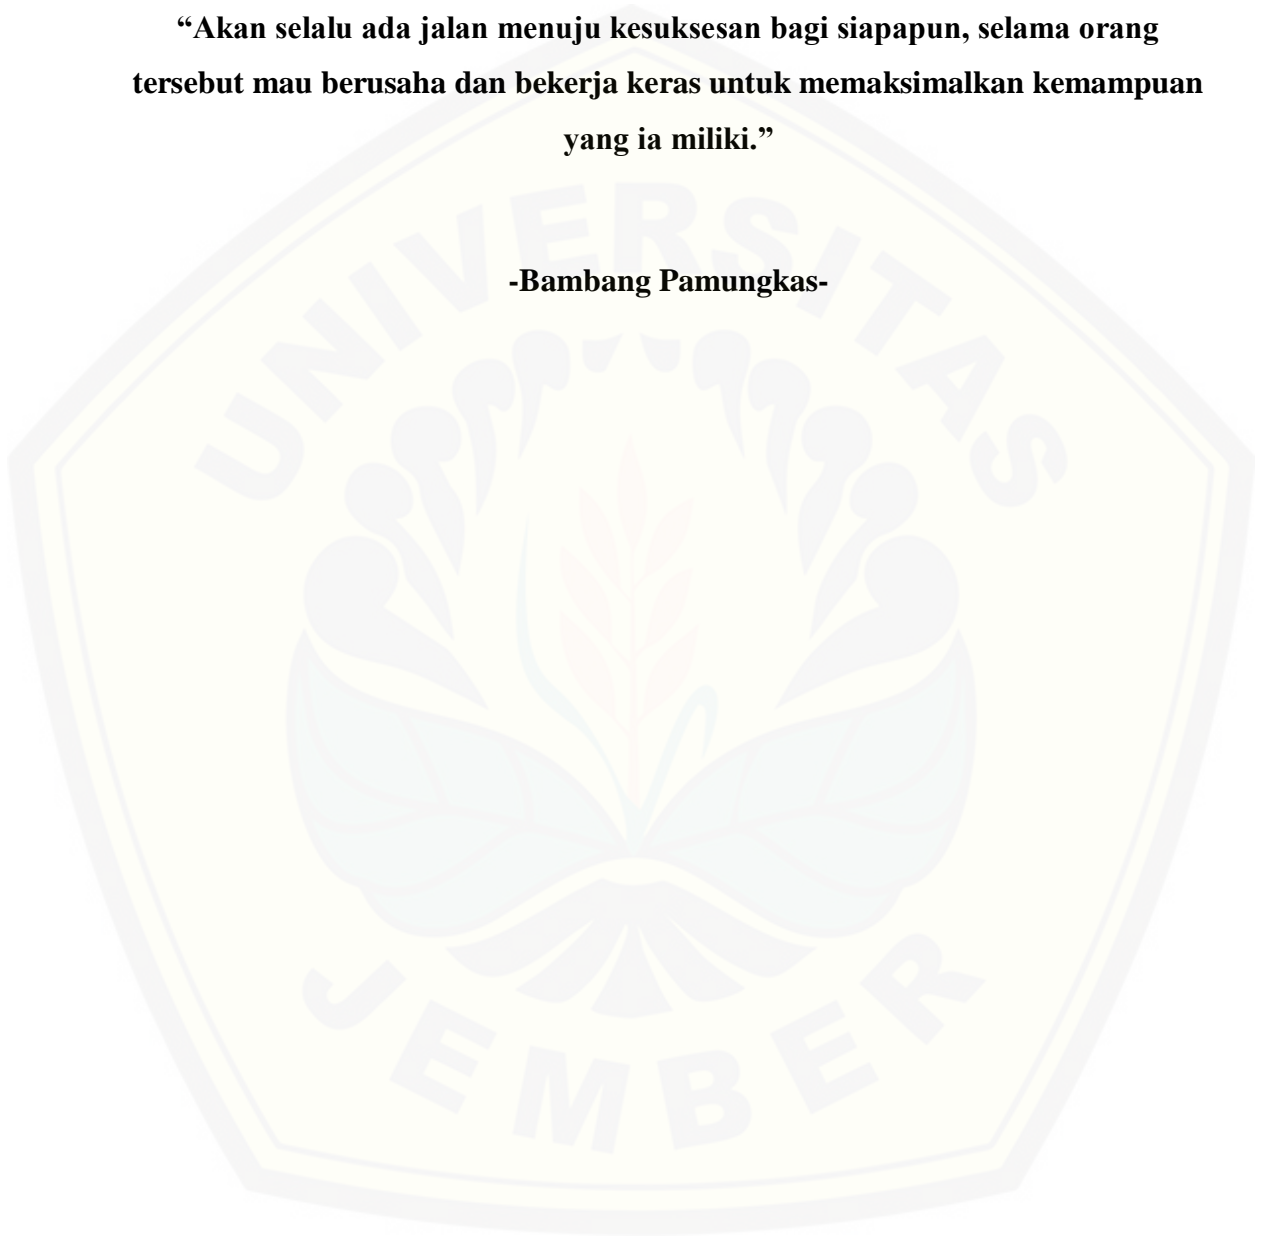 “Akan selalu ada jalan menuju kesuksesan bagi siapapun, selama orang
tersebut mau berusaha dan bekerja keras untuk memaksimalkan kemampuan
yang ia miliki.”
-Bambang Pamungkas-
UNIVERSITAS
JEMBER